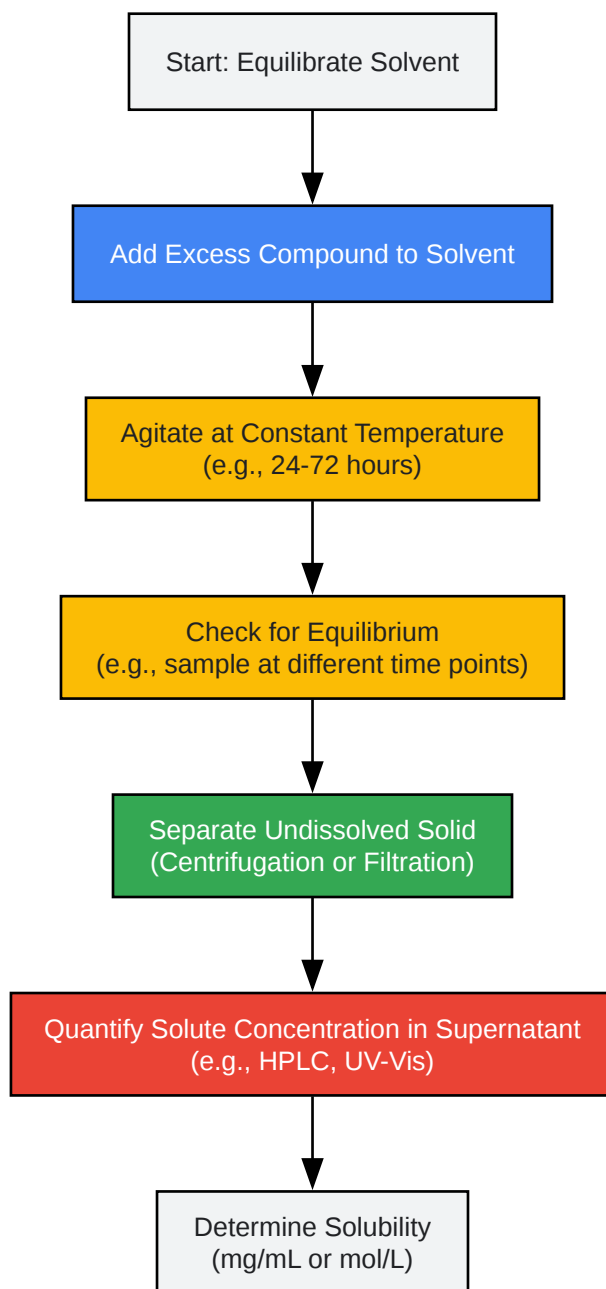 Start: Equilibrate Solvent
Add Excess Compound to Solvent
Agitate at Constant Temperature
(e.g., 24-72 hours)
Check for Equilibrium
(e.g., sample at different time points)
Separate Undissolved Solid
(Centrifugation or Filtration)
Quantify Solute Concentration in Supernatant
(e.g., HPLC, UV-Vis)
Determine Solubility
(mg/mL or mol/L)